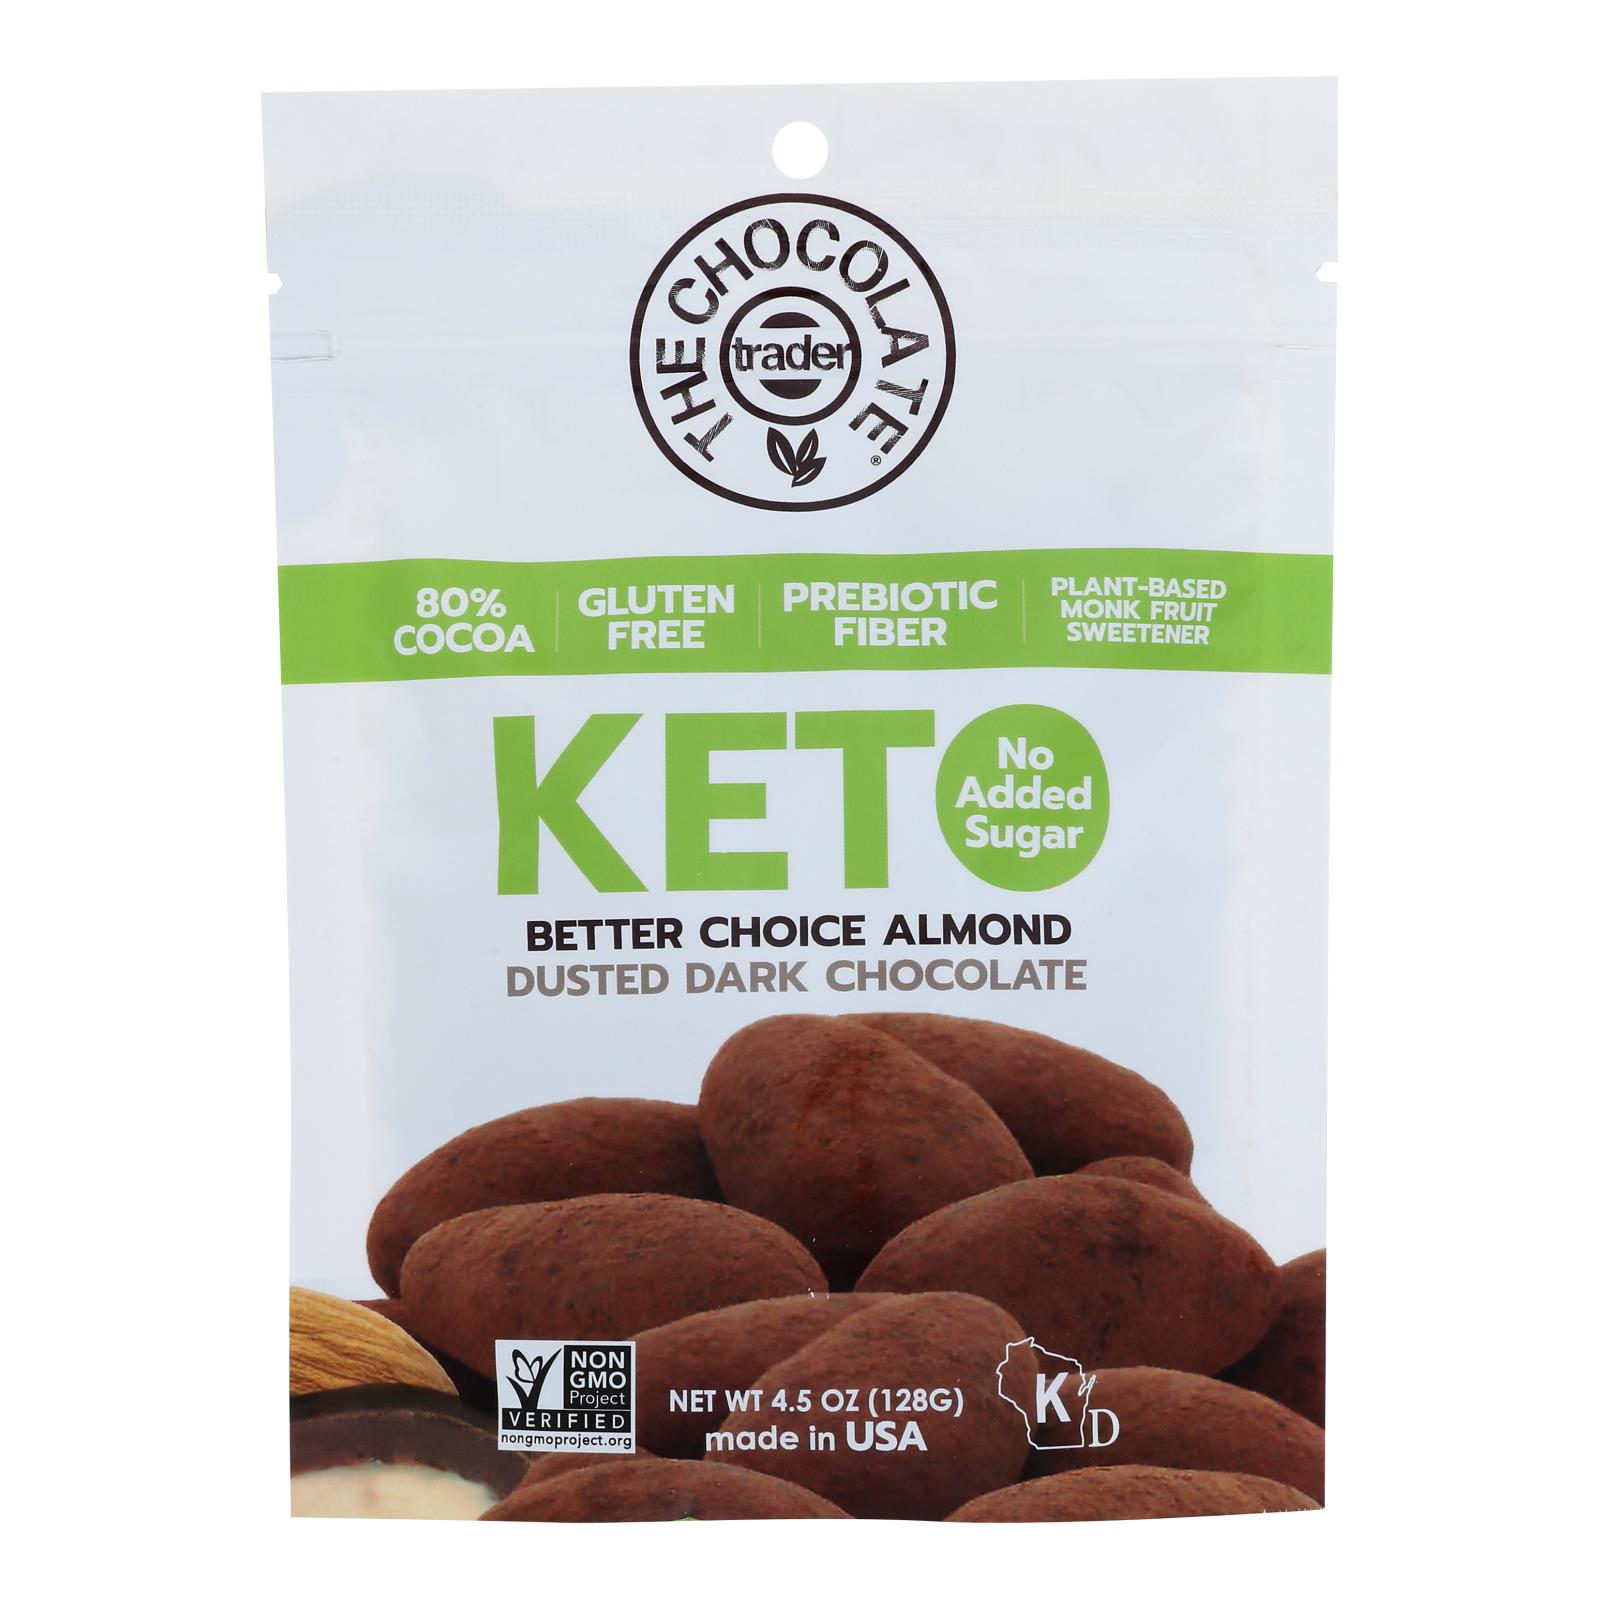 THE CHOCOLATE
trader
®
80%
COCOA
GLUTEN
FREE
PREBIOTIC
FIBER
PLANT-BASED
MONK FRUIT
SWEETENER
KETO
No
Added
Sugar
BETTER CHOICE ALMOND
DUSTED DARK CHOCOLATE
NON
GMO
Project
VERIFIED
nongmoproject.org
NET WT 4.5 OZ (128G)
made in USA
K
D